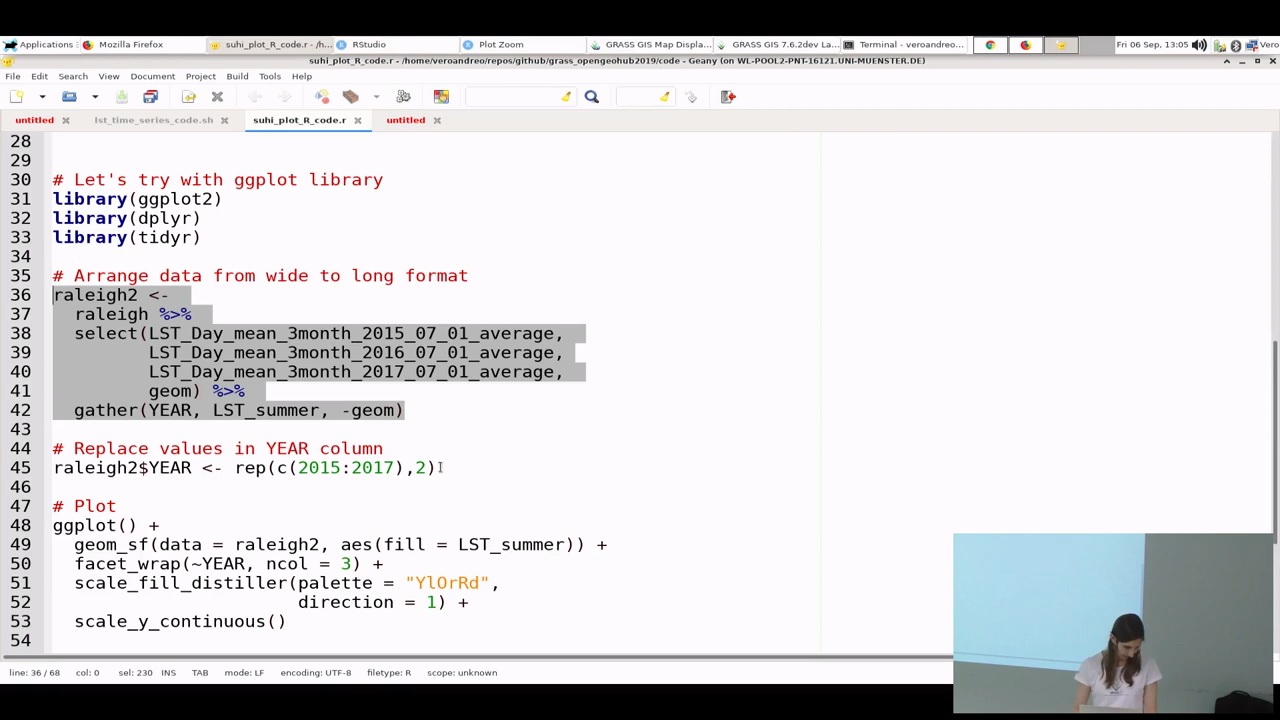 Applications
Mozilla Firefox
suhi_plot_R_code.r - /h...
RStudio
Plot Zoom
GRASS GIS Map Displa...
GRASS GIS 7.6.2dev La...
Terminal - veroandreo@...
Fri 06 Sep, 13:05
Vero
suhi_plot_R_code.r - /home/veroandreo/repos/github/grass_opengeohub2019/code - Geany (on WL-POOL2-PNT-16121.UNI-MUENSTER.DE)
File Edit Search View Document Project Build Tools Help
untitled lst_time_series_code.sh suhi_plot_R_code.r untitled
28
29
30 # Let's try with ggplot library
31 library(ggplot2)
32 library(dplyr)
33 library(tidyr)
34
35 # Arrange data from wide to long format
36 raleigh2 <-
37 raleigh %>%
38 select(LST_Day_mean_3month_2015_07_01_average,
39 LST_Day_mean_3month_2016_07_01_average,
40 LST_Day_mean_3month_2017_07_01_average,
41 geom) %>%
42 gather(YEAR, LST_summer, -geom)
43
44 # Replace values in YEAR column
45 raleigh2$YEAR <- rep(c(2015:2017),2)
46
47 # Plot
48 ggplot() +
49 geom_sf(data = raleigh2, aes(fill = LST_summer)) +
50 facet_wrap(~YEAR, ncol = 3) +
51 scale_fill_distiller(palette = "YlOrRd",
52 direction = 1) +
53 scale_y_continuous()
54
line: 36 / 68 col: 0 sel: 230 INS TAB mode: LF encoding: UTF-8 filetype: R scope: unknown